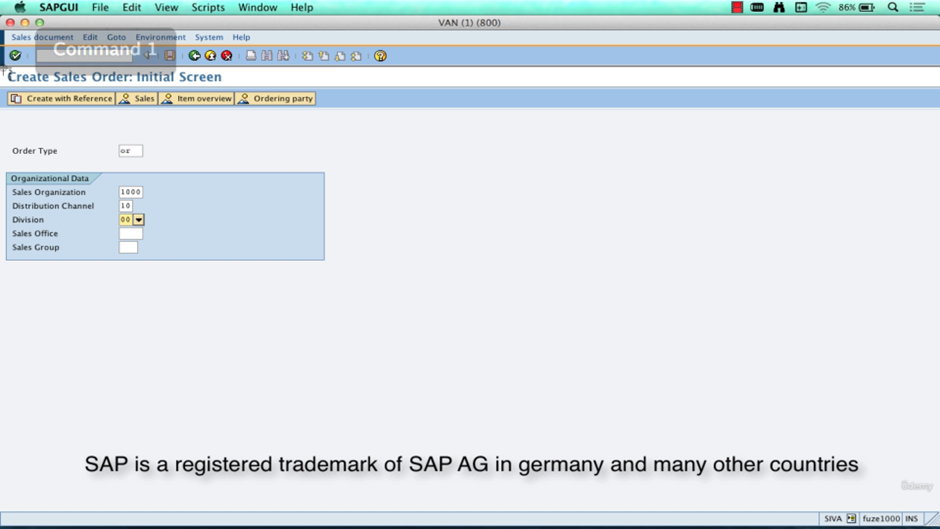 SAPGUI File Edit View Scripts Window Help 86%
VAN (1) (800)
Sales document Edit Goto Environment System Help
Command 1
Create Sales Order: Initial Screen
Create with Reference Sales Item overview Ordering party
Order Type or
Organizational Data
Sales Organization 1000
Distribution Channel 10
Division 00
Sales Office
Sales Group
SAP is a registered trademark of SAP AG in germany and many other countries
Udemy
SIVA fuze1000 INS